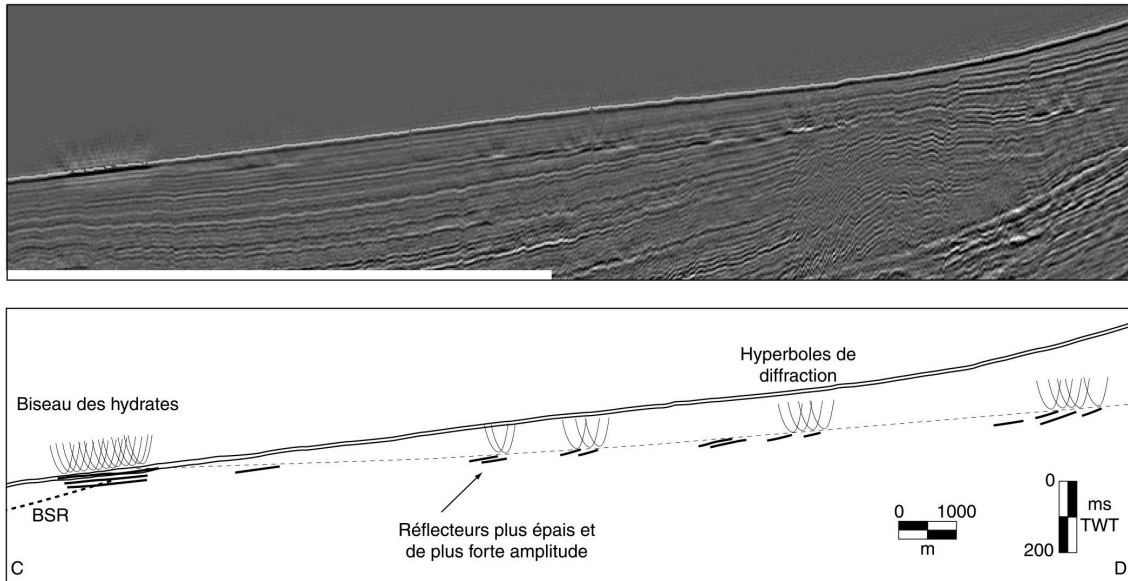 Hyperboles de
diffraction
Biseau des hydrates
BSR
Réflecteurs plus épais et
de plus forte amplitude
0 1000
m
0
ms
TWT
200
C
D